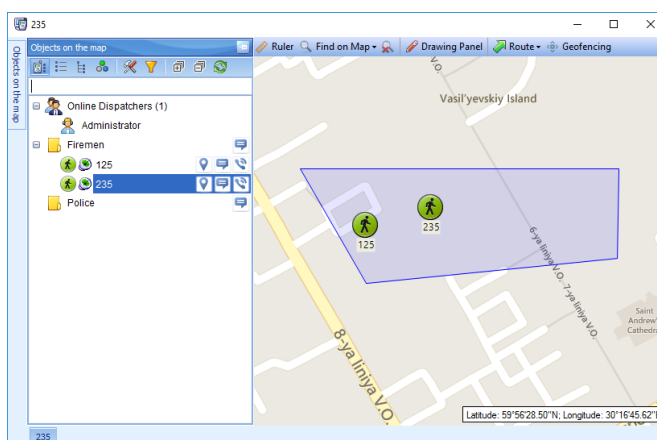 235
Objects on the map
Objects on the map
Ruler Find on Map Drawing Panel Route Geofencing
Online Dispatchers (1)
Administrator
Firemen
125
235
Police
V.O.
Vasil'yevskiy Island
125
235
6-ya liniya V.O.
7-ya liniya V.O.
8-ya liniya V.O.
Saint
Andrew'
Cathedra
Latitude: 59°56'28.50"N; Longitude: 30°16'45.62"
235